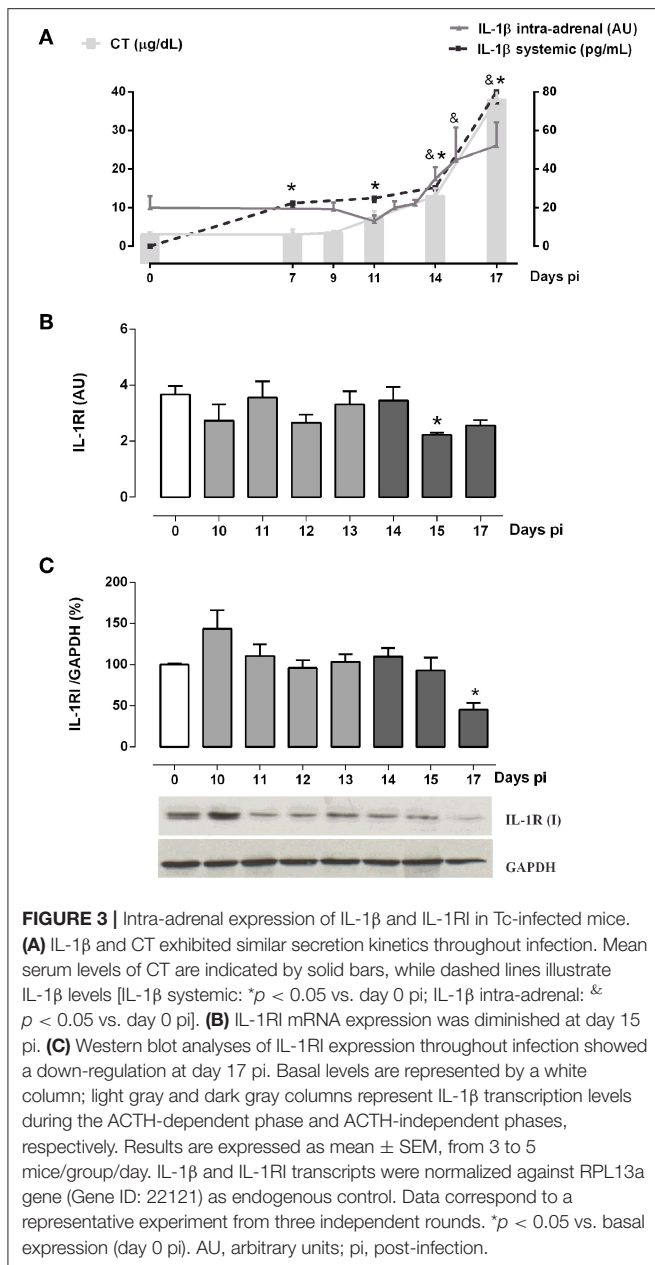 A
CT (μg/dL)
IL-1β intra-adrenal (AU)
IL-1β systemic (pg/mL)
40 30 20 10 0
80 60 40 20 0
* * &* & &*
0 7 9 11 14 17 Days pi
B
IL-1RI (AU)
6 4 2 0
*
0 10 11 12 13 14 15 17 Days pi
C
IL-1RI /GAPDH (%)
200 150 100 50 0
*
0 10 11 12 13 14 15 17 Days pi
IL-1R (I)
GAPDH
FIGURE 3 | Intra-adrenal expression of IL-1β and IL-1RI in Tc-infected mice.
(A) IL-1β and CT exhibited similar secretion kinetics throughout infection. Mean
serum levels of CT are indicated by solid bars, while dashed lines illustrate
IL-1β levels [IL-1β systemic: *p < 0.05 vs. day 0 pi; IL-1β intra-adrenal: &
p < 0.05 vs. day 0 pi]. (B) IL-1RI mRNA expression was diminished at day 15
pi. (C) Western blot analyses of IL-1RI expression throughout infection showed
a down-regulation at day 17 pi. Basal levels are represented by a white
column; light gray and dark gray columns represent IL-1β transcription levels
during the ACTH-dependent phase and ACTH-independent phases,
respectively. Results are expressed as mean ± SEM, from 3 to 5
mice/group/day. IL-1β and IL-1RI transcripts were normalized against RPL13a
gene (Gene ID: 22121) as endogenous control. Data correspond to a
representative experiment from three independent rounds. *p < 0.05 vs. basal
expression (day 0 pi). AU, arbitrary units; pi, post-infection.